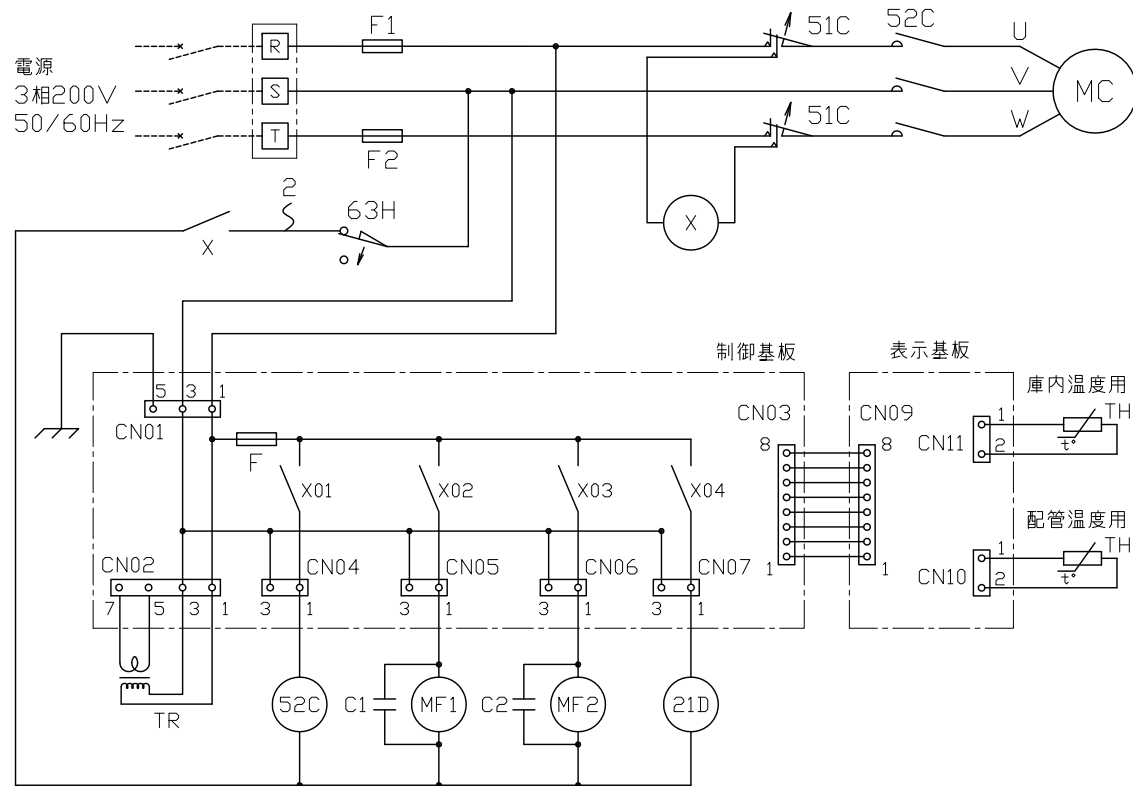 F1
51C
52C
U
R
電源
3相200V
50/60Hz
S
V
MC
T
51C
W
F2
2
63H
X
X
制御基板
表示基板
庫内温度用
5
3
1
TH
CN01
CN03
CN09
1
CN11
2
t°
8
8
F
X01
X02
X03
X04
配管温度用
1
TH
CN02
CN04
CN05
CN06
CN07
1
1
CN10
2
t°
7
5
3
1
3
1
3
1
3
1
3
1
TR
52C
C1
MF1
C2
MF2
21D